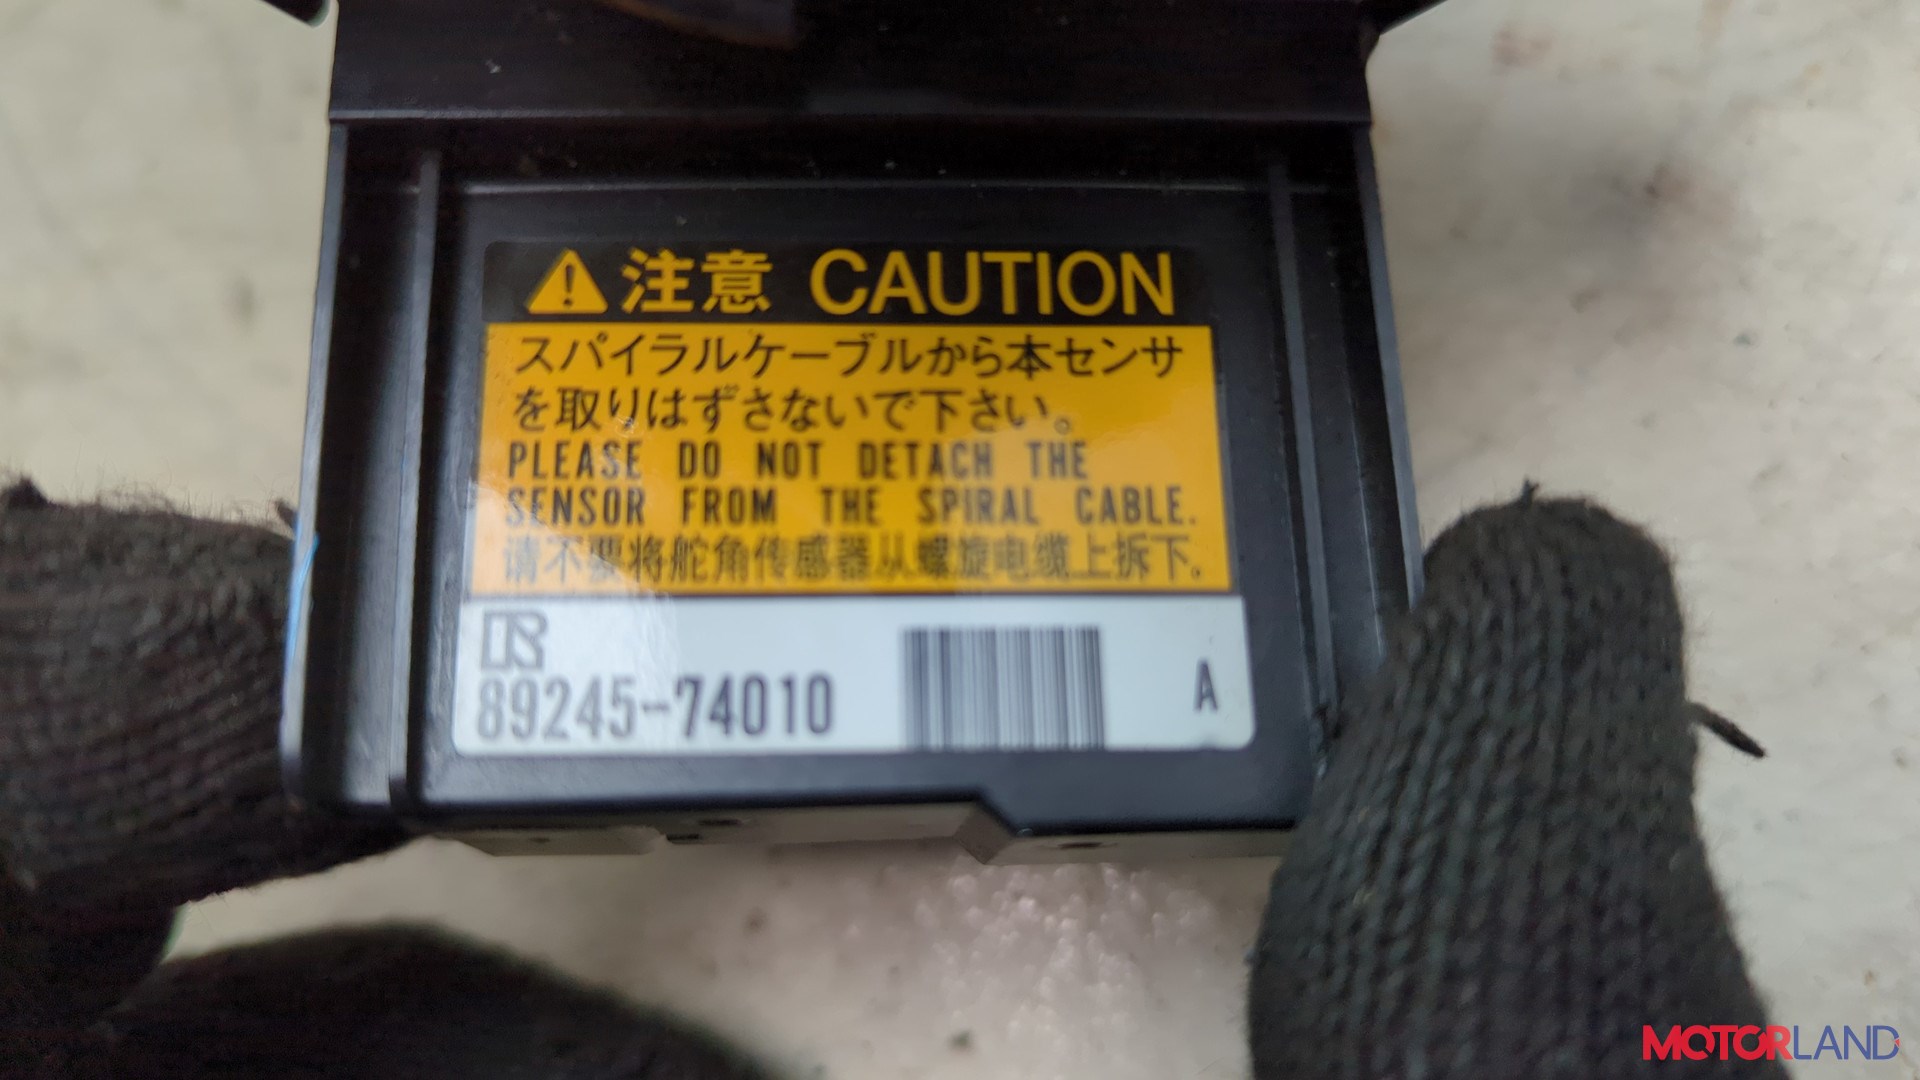 注意 CAUTION
スパイラルケーブルから本センサ
を取りはずさないで下さい。
PLEASE DO NOT DETACH THE
SENSOR FROM THE SPIRAL CABLE.
请不要将舵角传感器从螺旋电缆上拆下.
89245-74010
A
MOTORLAND